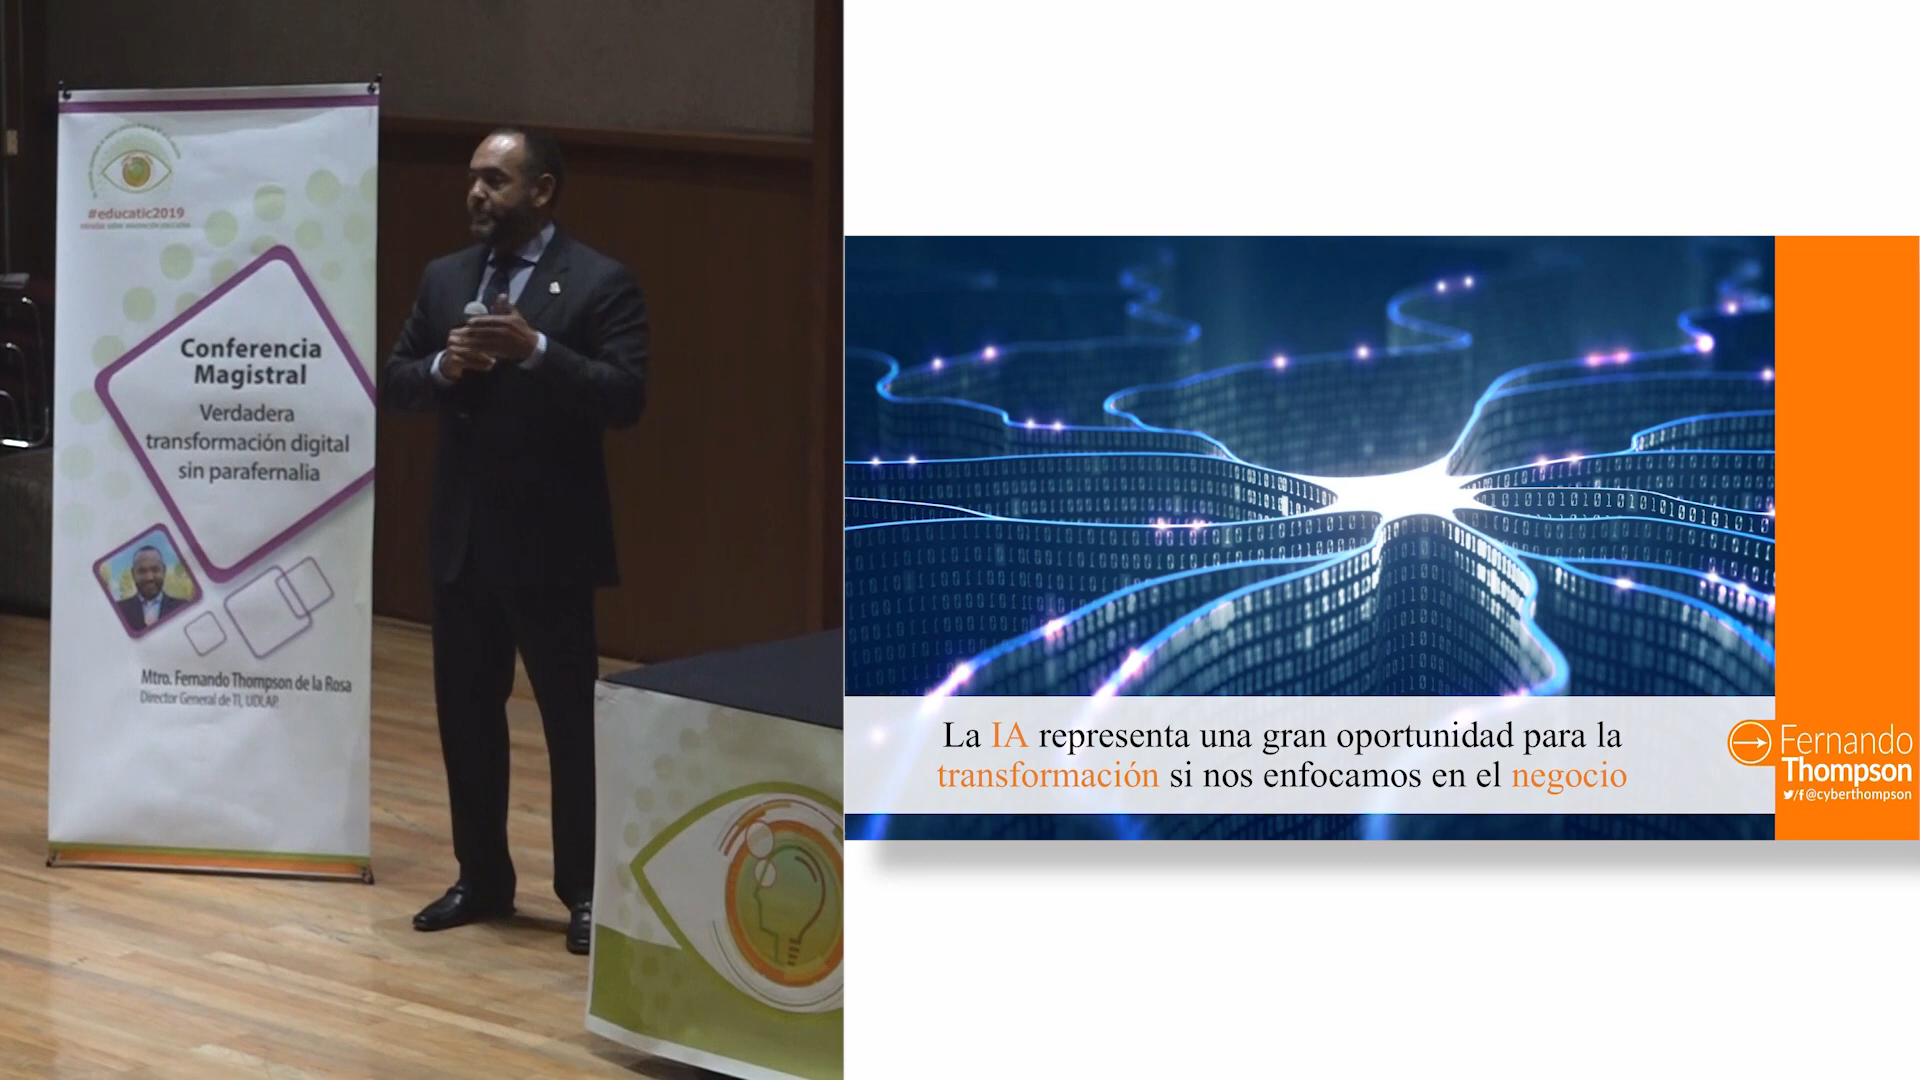 #educatic2019
Conferencia
Magistral
Verdadera
transformación digital
sin parafernalia
Mtro. Fernando Thompson de la Rosa
Director General de TI, UDLAP.
La IA representa una gran oportunidad para la
transformación si nos enfocamos en el negocio
Fernando
Thompson
/f @cyberthompson